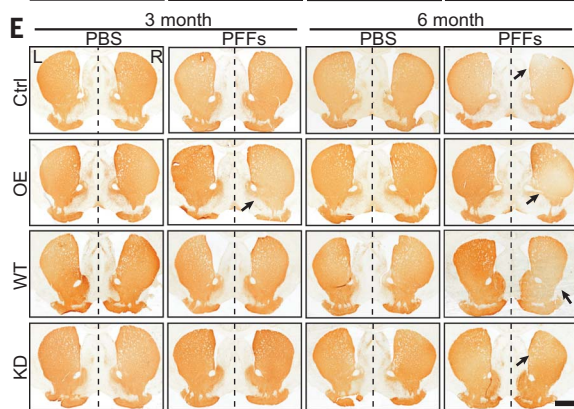 E
3 month 6 month
PBS PFFs PBS PFFs
L R
Ctrl
OE
WT
KD